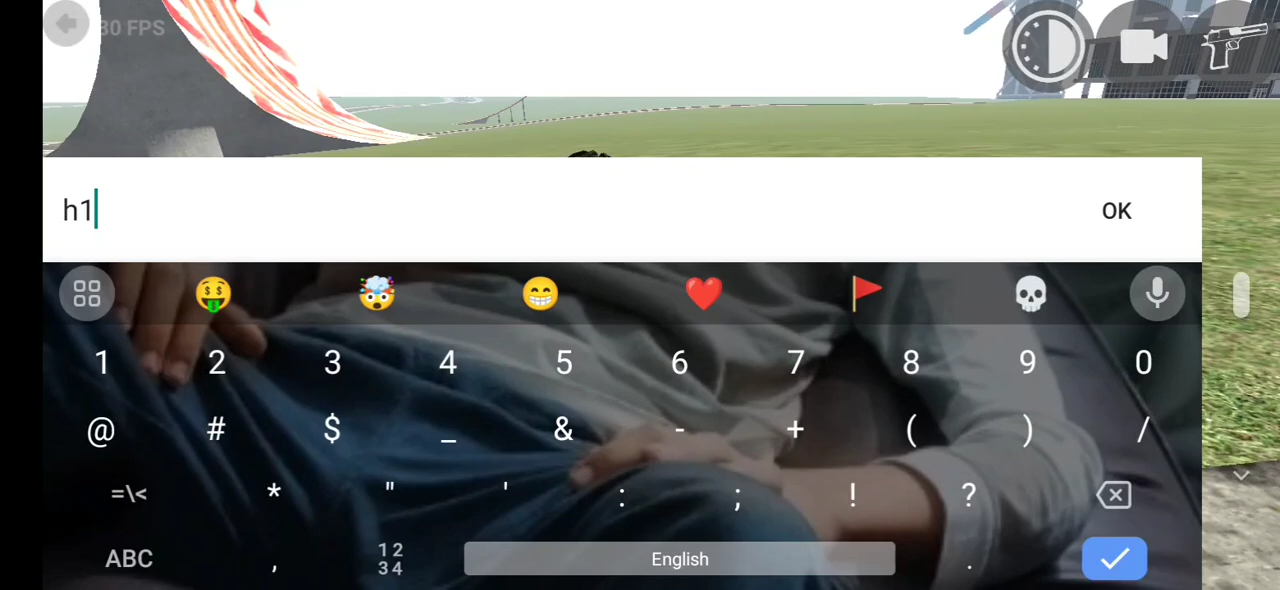 30 FPS
h1
OK
1 2 3 4 5 6 7 8 9 0
@ # $ _ & - + ( ) /
=\< * " ' : ; ! ?
ABC , 1 2 3 4 English .